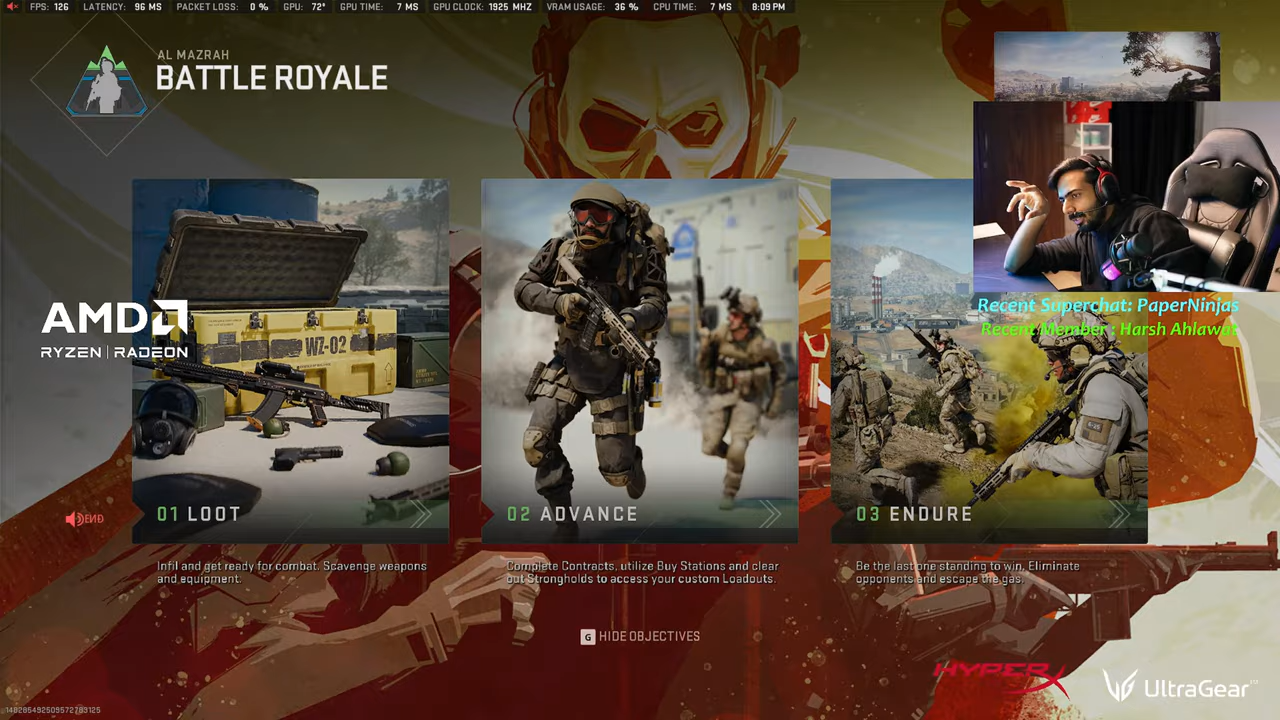 FPS: 126 LATENCY: 96 MS PACKET LOSS: 0 % GPU: 72° GPU TIME: 7 MS GPU CLOCK: 1925 MHZ VRAM USAGE: 36 % CPU TIME: 7 MS 8:09 PM
AL MAZRAH
BATTLE ROYALE
AMD
RYZEN | RADEON
WZ-02
Recent Superchat: PaperNinjas
Recent Member : Harsh Ahlawat
01 LOOT
02 ADVANCE
03 ENDURE
Infil and get ready for combat. Scavenge weapons
and equipment.
Complete Contracts, utilize Buy Stations and clear
out Strongholds to access your custom Loadouts.
Be the last one standing to win. Eliminate
opponents and escape the gas.
G HIDE OBJECTIVES
HYPERX
UltraGear™